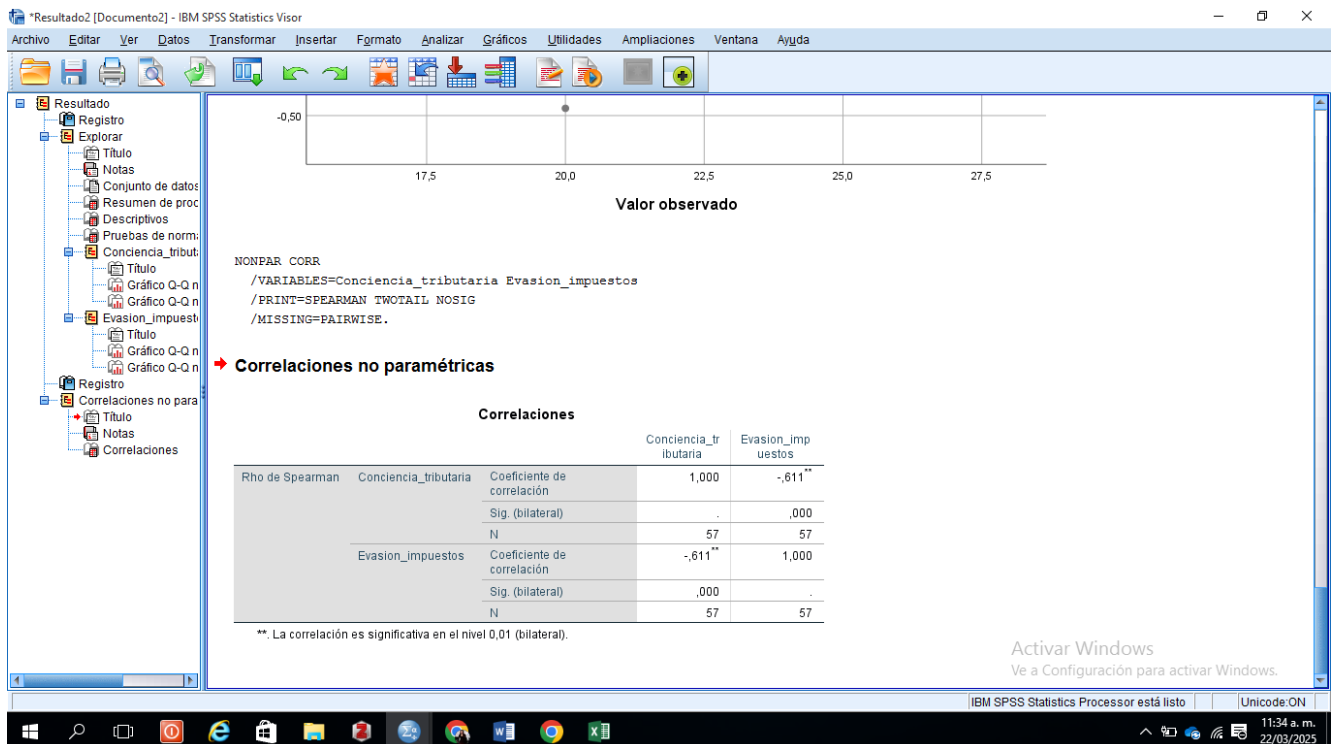 *Resultado2 [Documento2] - IBM SPSS Statistics Visor
Archivo Editar Ver Datos Transformar Insertar Formato Analizar Gráficos Utilidades Ampliaciones Ventana Ayuda
Resultado
Registro
Explorar
Título
Notas
Conjunto de datos
Resumen de proc
Descriptivos
Pruebas de norma
Conciencia_tributa
Título
Gráfico Q-Q n
Gráfico Q-Q n
Evasion_impuesto
Título
Gráfico Q-Q n
Gráfico Q-Q n
Registro
Correlaciones no para
Título
Notas
Correlaciones
-0,50
17,5 20,0 22,5 25,0 27,5
Valor observado
NONPAR CORR
/VARIABLES=Conciencia_tributaria Evasion_impuestos
/PRINT=SPEARMAN TWOTAIL NOSIG
/MISSING=PAIRWISE.
Correlaciones no paramétricas
Correlaciones
Conciencia_tr Evasion_imp
ibutaria uestos
Rho de Spearman Conciencia_tributaria Coeficiente de 1,000 -,611**
correlación
Sig. (bilateral) . ,000
N 57 57
Evasion_impuestos Coeficiente de -,611** 1,000
correlación
Sig. (bilateral) ,000 .
N 57 57
**. La correlación es significativa en el nivel 0,01 (bilateral).
Activar Windows
Ve a Configuración para activar Windows.
IBM SPSS Statistics Processor está listo Unicode:ON
11:34 a. m.
22/03/2025